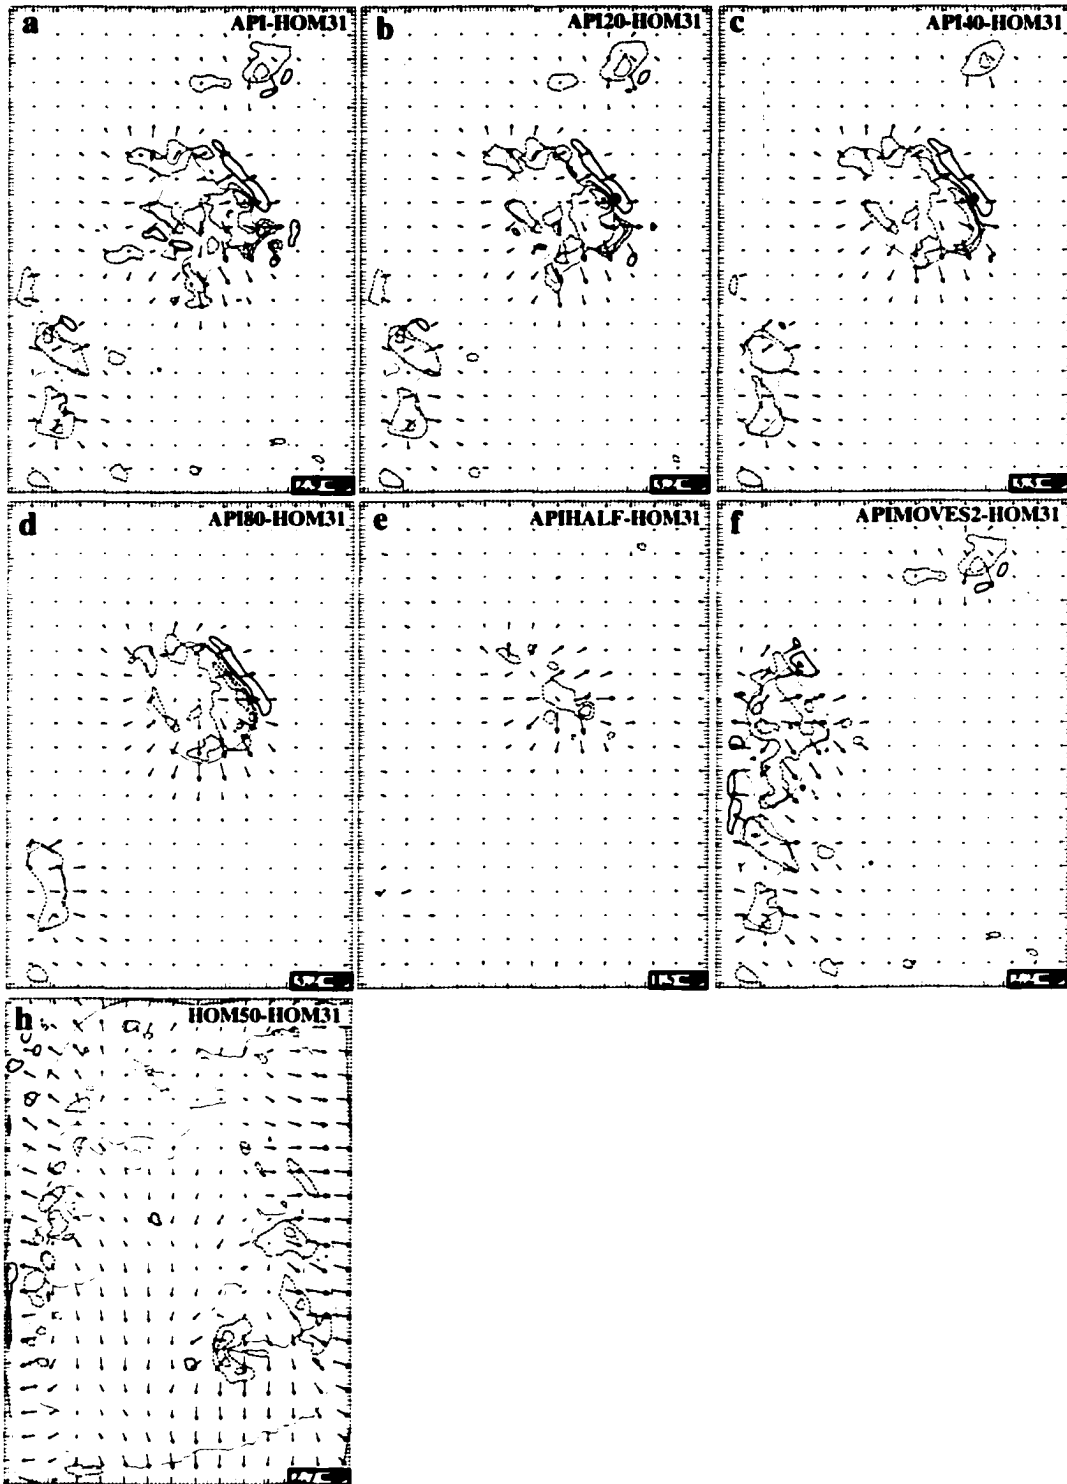 a API-HOM31
b API20-HOM31
c API40-HOM31
d API80-HOM31
e APIHALF-HOM31
f APIMOVES2-HOM31
h HOM50-HOM31